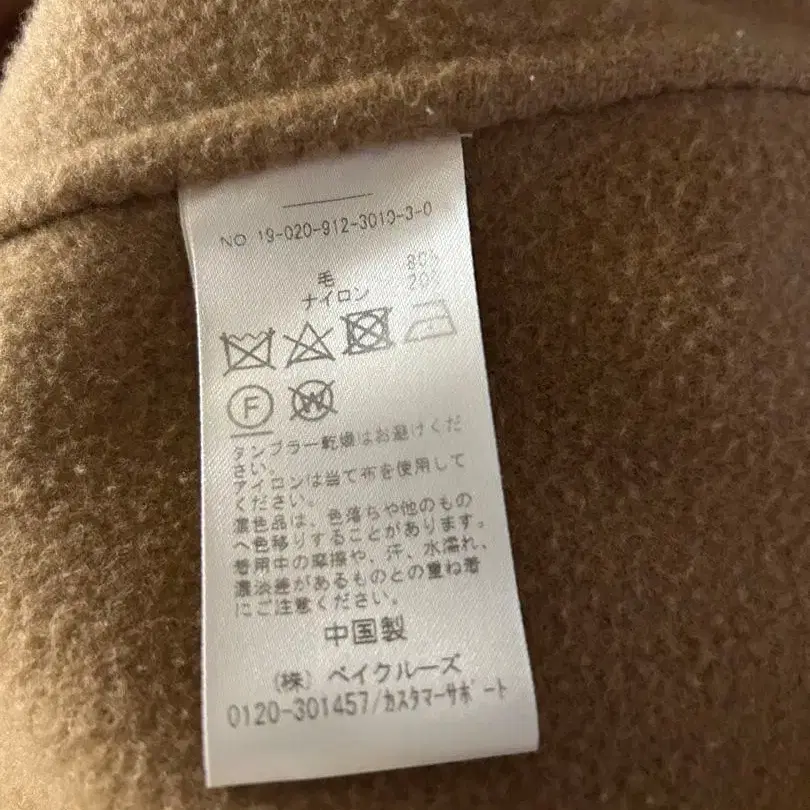 NO 19-020-912-3010-3-0
毛 80%
ナイロン 20%
F W
タンブラー乾燥はお避けくだ
さい。
アイロンは当て布を使用して
ください。
濃色品は、色落ちや他のもの
へ色移りすることがあります。
着用中の摩擦や、汗、水濡れ、
濃淡差があるものとの重ね着
にご注意ください。
中国製
(株) ベイクルーズ
0120-301457/カスタマーサポート